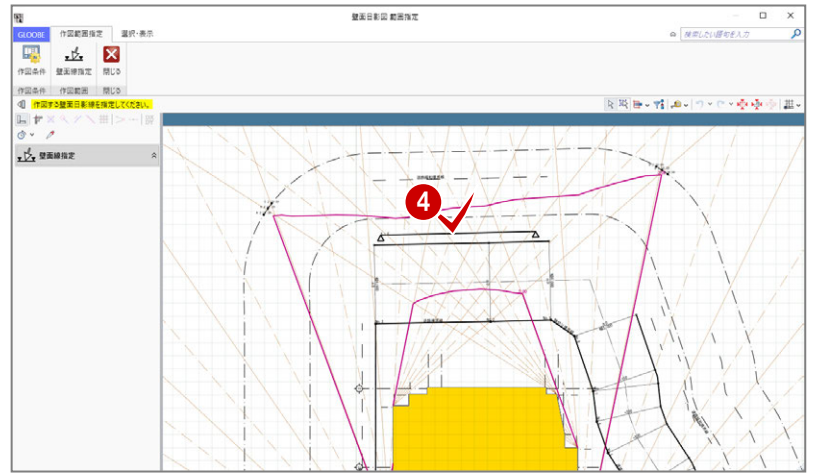 壁面日影図 範囲指定
GLOOBE 作図範囲指定 選択・表示
検索したい語句を入力
作図条件 壁面線指定 閉じる
作図条件 作図範囲 閉じる
作図する壁面日影線を指定してください。
壁面線指定
4